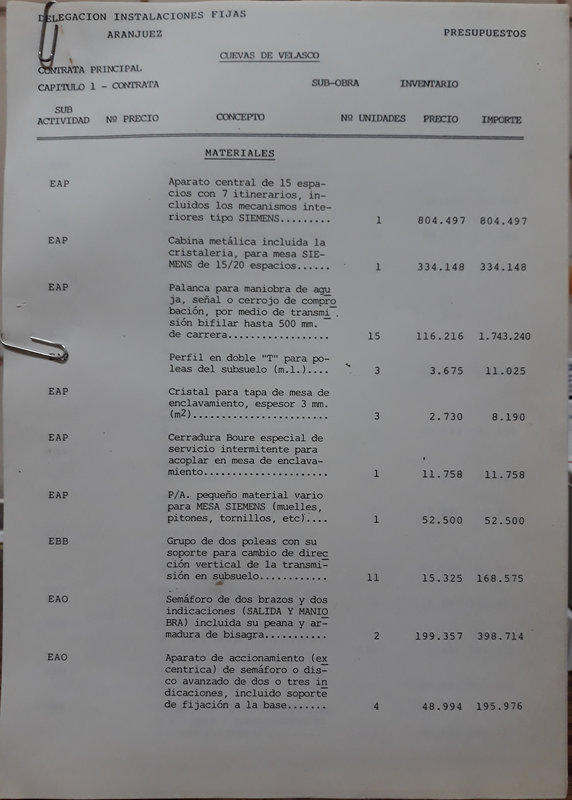 DELEGACION INSTALACIONES FIJAS
ARANJUEZ PRESUPUESTOS
CUEVAS DE VELASCO
CONTRATA PRINCIPAL
CAPITULO 1 - CONTRATA SUB-OBRA INVENTARIO
SUB
ACTIVIDAD Nº PRECIO CONCEPTO Nº UNIDADES PRECIO IMPORTE
MATERIALES
EAP Aparato central de 15 espa-
cios con 7 itinerarios, in-
cluidos los mecanismos inte-
riores tipo SIEMENS......... 1 804.497 804.497
EAP Cabina metálica incluida la
cristaleria, para mesa SIE-
MENS de 15/20 espacios...... 1 334.148 334.148
EAP Palanca para maniobra de agu
ja, señal o cerrojo de compro
bación, por medio de transmi
sión bifilar hasta 500 mm.
de carrera.................. 15 116.216 1.743.240
Perfil en doble "T" para po-
leas del subsuelo (m.l.).... 3 3.675 11.025
EAP Cristal para tapa de mesa de
enclavamiento, espesor 3 mm.
(m2)........................ 3 2.730 8.190
EAP Cerradura Boure especial de
servicio intermitente para
acoplar en mesa de enclava-
miento...................... 1 11.758 11.758
EAP P/A. pequeño material vario
para MESA SIEMENS (muelles,
pitones, tornillos, etc).... 1 52.500 52.500
EBB Grupo de dos poleas con su
soporte para cambio de direc
ción vertical de la transmi-
sión en subsuelo............ 11 15.325 168.575
EAO Semáforo de dos brazos y dos
indicaciones (SALIDA Y MANIO
BRA) incluida su peana y ar-
madura de bisagra........... 2 199.357 398.714
EAO Aparato de accionamiento (ex
centrica) de semáforo o dis-
co avanzado de dos o tres in
dicaciones, incluido soporte
de fijación a la base....... 4 48.994 195.976